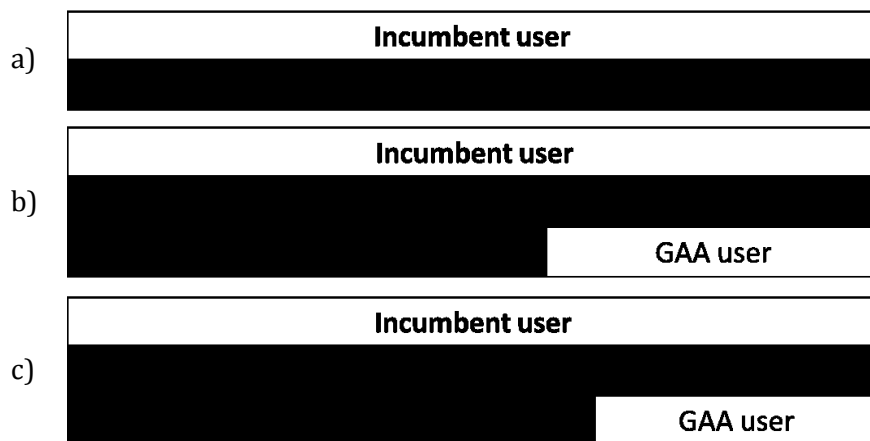 Incumbent user
a)
Incumbent user
b)
GAA user
Incumbent user
c)
GAA user